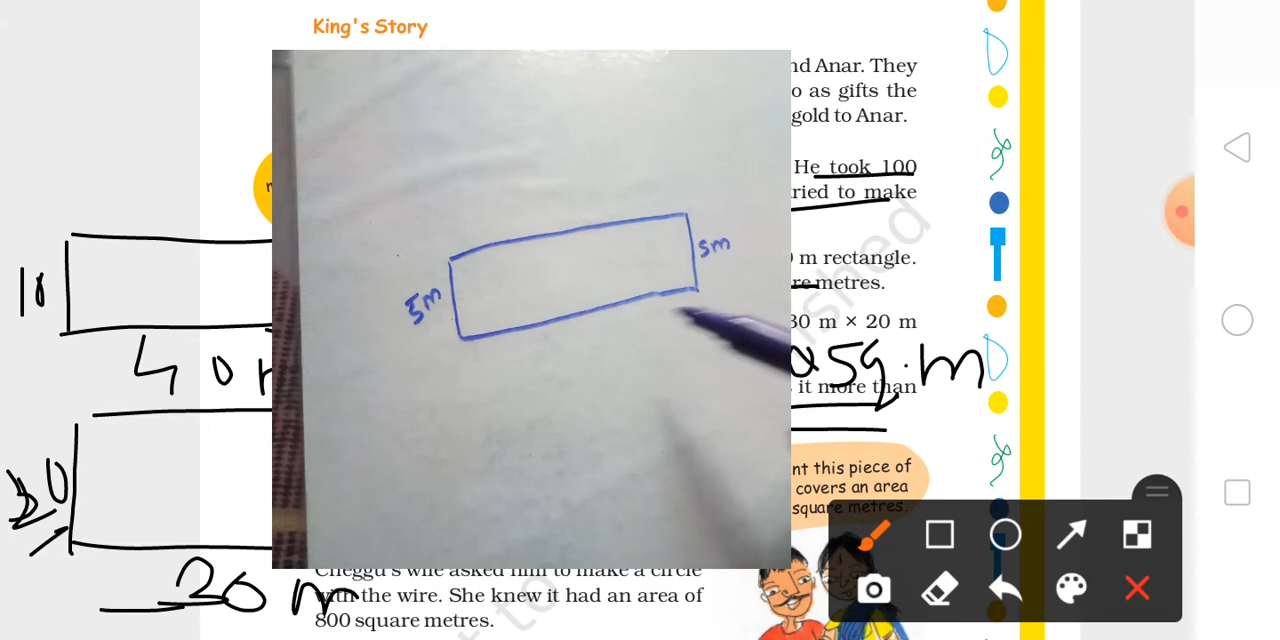 King's Story
nd Anar. They
o as gifts the
gold to Anar.
He took 100
ried to make
m rectangle.
re metres.
30 m × 20 m
5m
5m
10
40
5q.m
it more than
nt this piece of
covers an area
square metres.
20 m
Cheggu's wife asked him to make a circle
with the wire. She knew it had an area of
800 square metres.